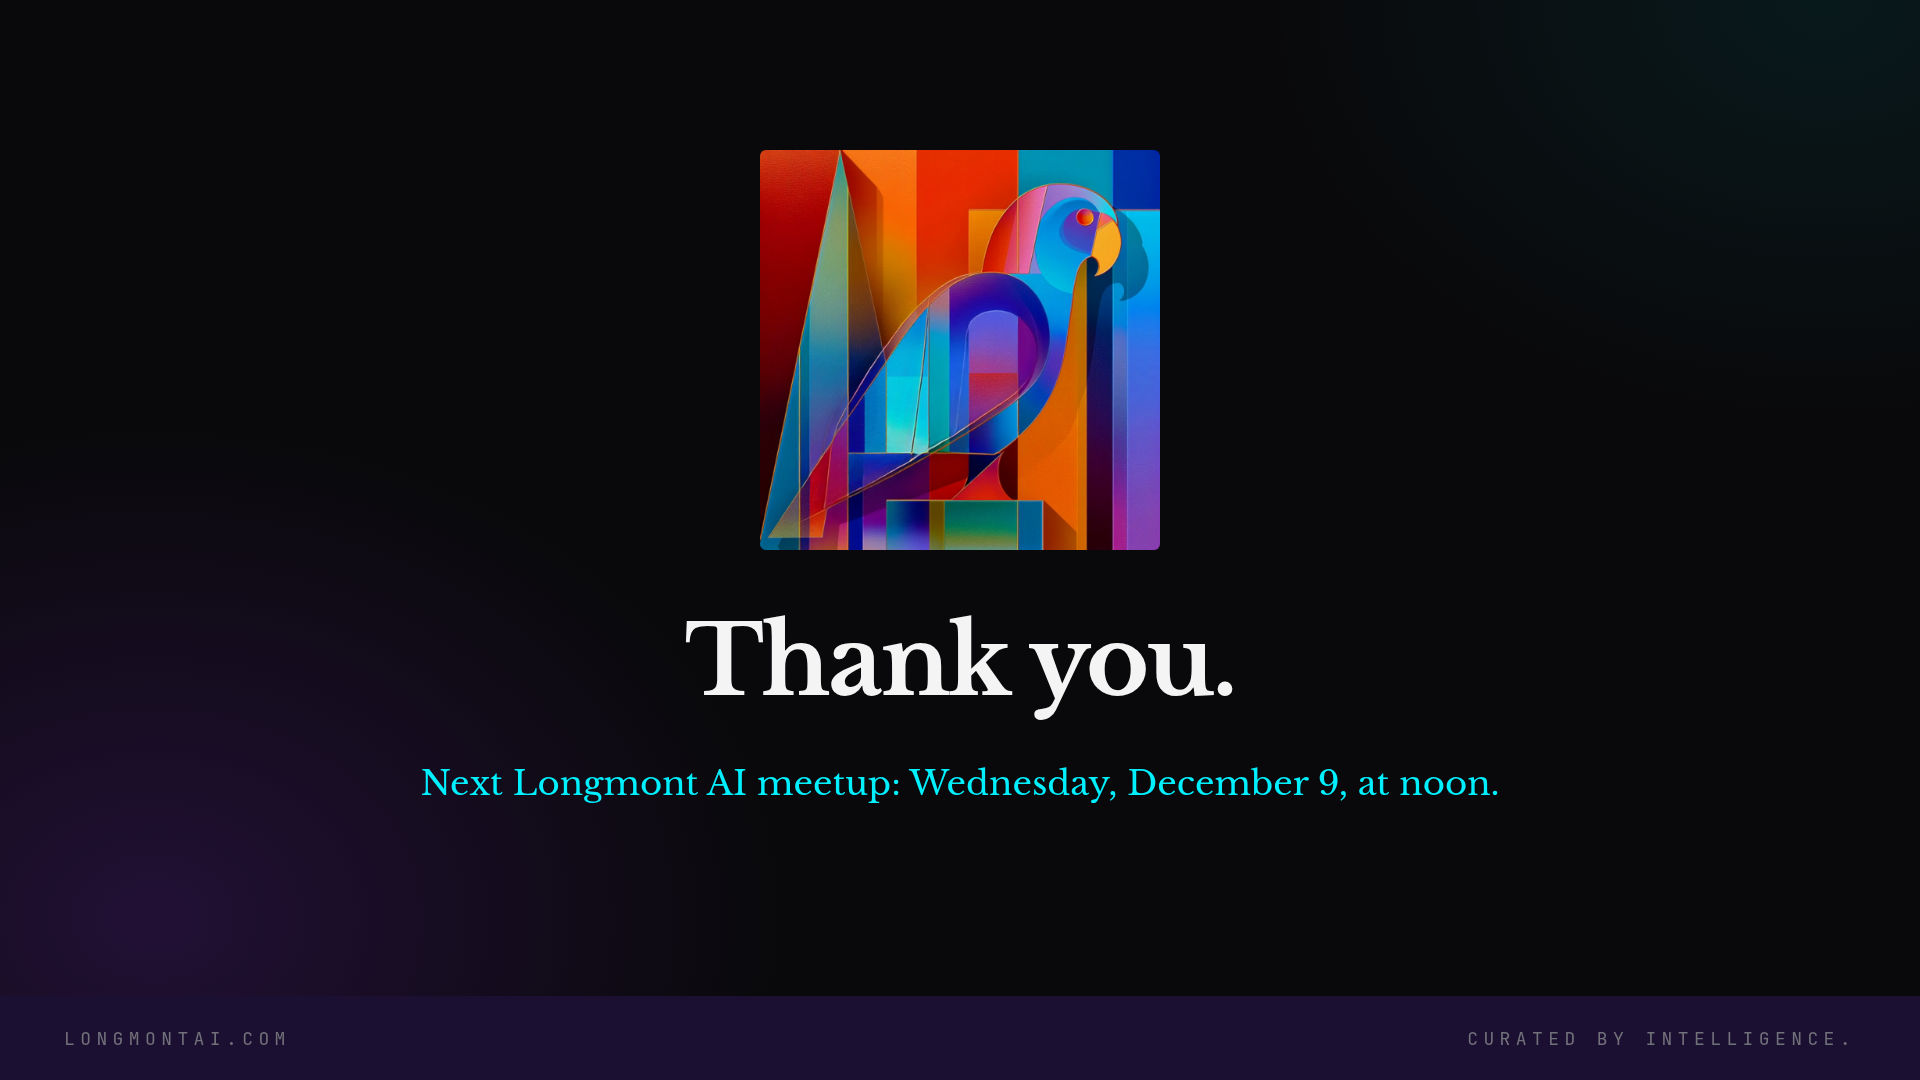 Thank you.
Next Longmont AI meetup: Wednesday, December 9, at noon.
LONGMONTAI.COM
CURATED BY INTELLIGENCE.